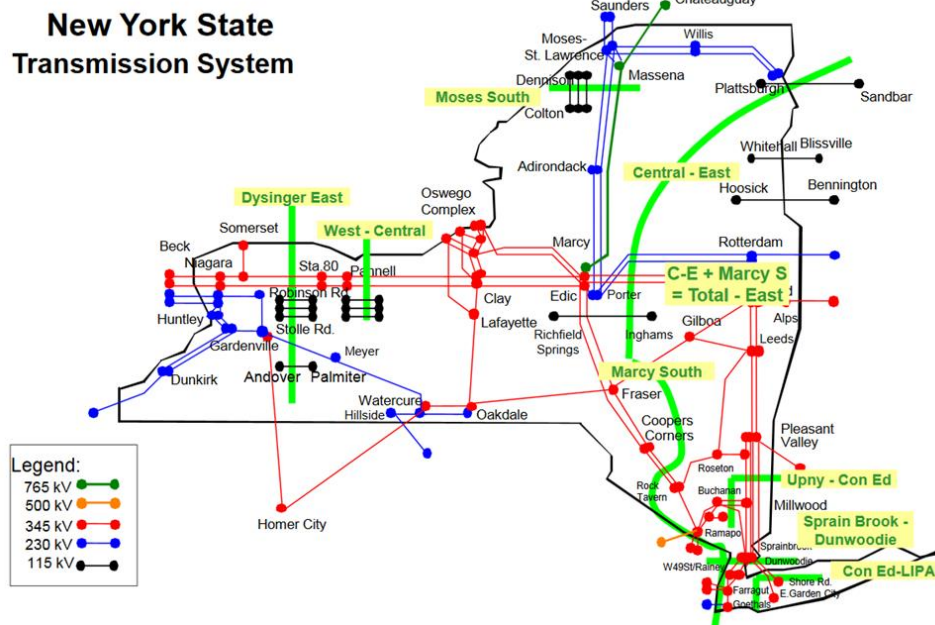 New York State
Transmission System
Saunders
Chateauguay
Moses-
St. Lawrence
Willis
Massena
Dennison
Moses South
Colton
Plattsburgh
Sandbar
Whitehall
Blissville
Adirondack
Central - East
Hoosick
Bennington
Dysinger East
Oswego
Complex
Somerset
West - Central
Beck
Niagara
Sta.80
Pannell
Marcy
Rotterdam
C-E + Marcy S
= Total - East
Robinson Rd.
Clay
Edic
Porter
Huntley
Stolle Rd.
Lafayette
Richfield
Springs
Inghams
Gilboa
Alps
Leeds
Gardenville
Meyer
Dunkirk
Andover
Palmiter
Marcy South
Fraser
Watercure
Hillside
Oakdale
Coopers
Corners
Pleasant
Valley
Roseton
Rock
Tavern
Buchanan
Upny - Con Ed
Millwood
Homer City
Ramapo
Sprain Brook -
Dunwoodie
Sprainbrook
Dunwoodie
W49St/Rainey
Con Ed-LIPA
Shore Rd.
Farragut
E.Garden City
Goethals
Legend:
765 kV
500 kV
345 kV
230 kV
115 kV